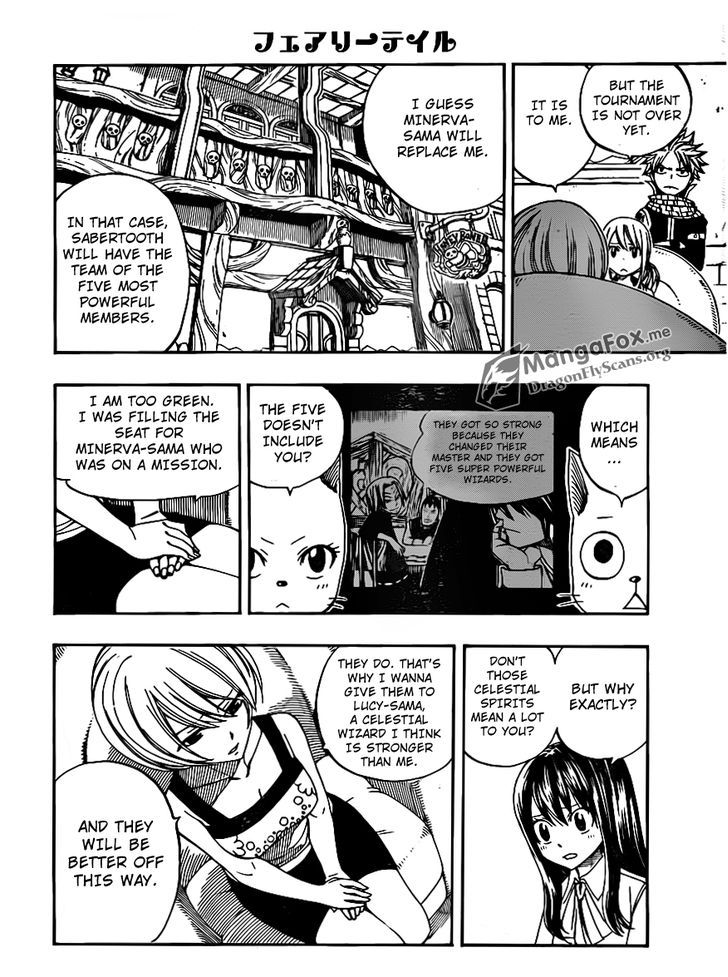 フェアリーテイル
BUT THE
TOURNAMENT
IS NOT OVER
YET.
IT IS
TO ME.
I GUESS
MINERVA-
SAMA WILL
REPLACE ME.
IN THAT CASE,
SABERTOOTH
WILL HAVE THE
TEAM OF THE
FIVE MOST
POWERFUL
MEMBERS.
MangaFox.me
DragonFlyScans.org
WHICH
MEANS
...
THEY GOT SO STRONG
BECAUSE THEY
CHANGED THEIR
MASTER AND THEY GOT
FIVE SUPER POWERFUL
WIZARDS.
THE FIVE
DOESN'T
INCLUDE
YOU?
I AM TOO GREEN.
I WAS FILLING THE
SEAT FOR
MINERVA-SAMA WHO
WAS ON A MISSION.
BUT WHY
EXACTLY?
DON'T
THOSE
CELESTIAL
SPIRITS
MEAN A LOT
TO YOU?
THEY DO. THAT'S
WHY I WANNA
GIVE THEM TO
LUCY-SAMA,
A CELESTIAL
WIZARD I THINK
IS STRONGER
THAN ME.
AND THEY
WILL BE
BETTER OFF
THIS WAY.